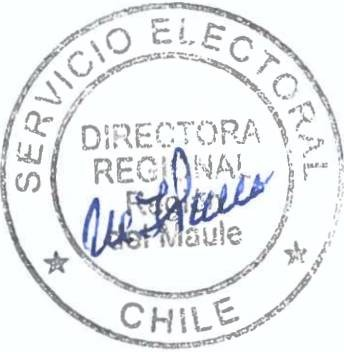 SERVICIO ELECTORAL
DIRECTORA
REGIONAL
del Maule
CHILE